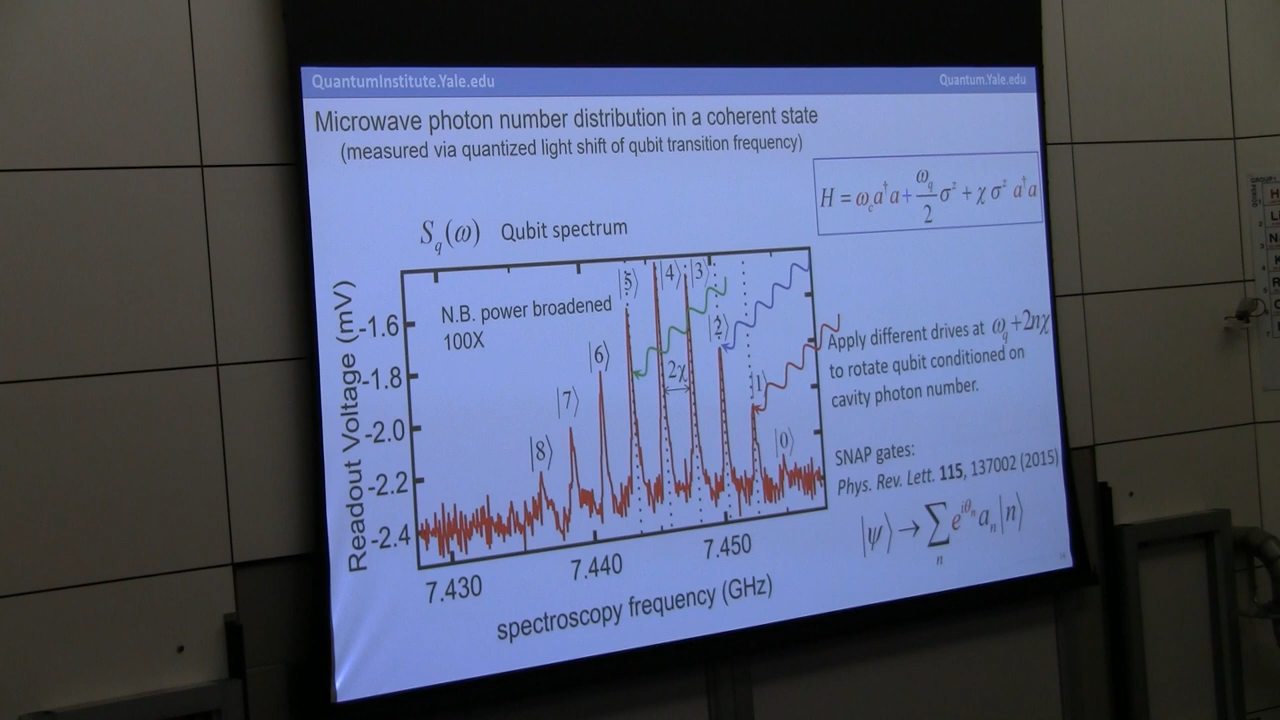 QuantumInstitute.Yale.edu
Quantum.Yale.edu
Microwave photon number distribution in a coherent state
(measured via quantized light shift of qubit transition frequency)
H = ω_c a†a + ω_q/2 σ^z + χ σ^z a†a
S_q(ω) Qubit spectrum
N.B. power broadened
100X
|8⟩ |7⟩ |6⟩ |5⟩ |4⟩ |3⟩ |2⟩ |1⟩ |0⟩
2χ
Readout Voltage (mV)
-1.6
-1.8
-2.0
-2.2
-2.4
7.430 7.440 7.450
spectroscopy frequency (GHz)
Apply different drives at ω_q+2nχ
to rotate qubit conditioned on
cavity photon number.
SNAP gates:
Phys. Rev. Lett. 115, 137002 (2015)
|ψ⟩ → ∑_n e^{iθ_n} a_n |n⟩